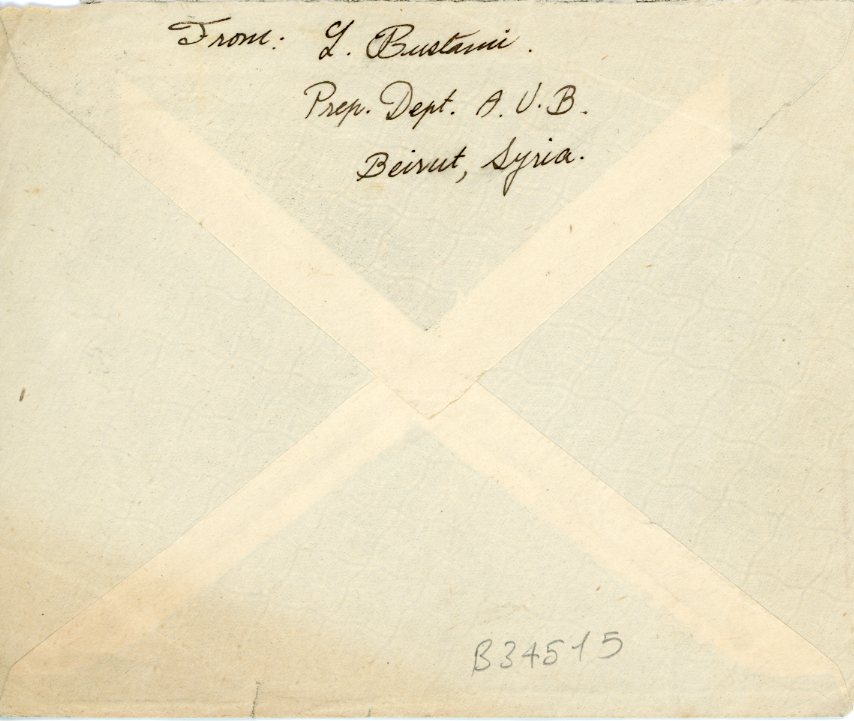 From: L. Bustani.
Prep. Dept. A.U.B.
Beirut, Syria.
B34515